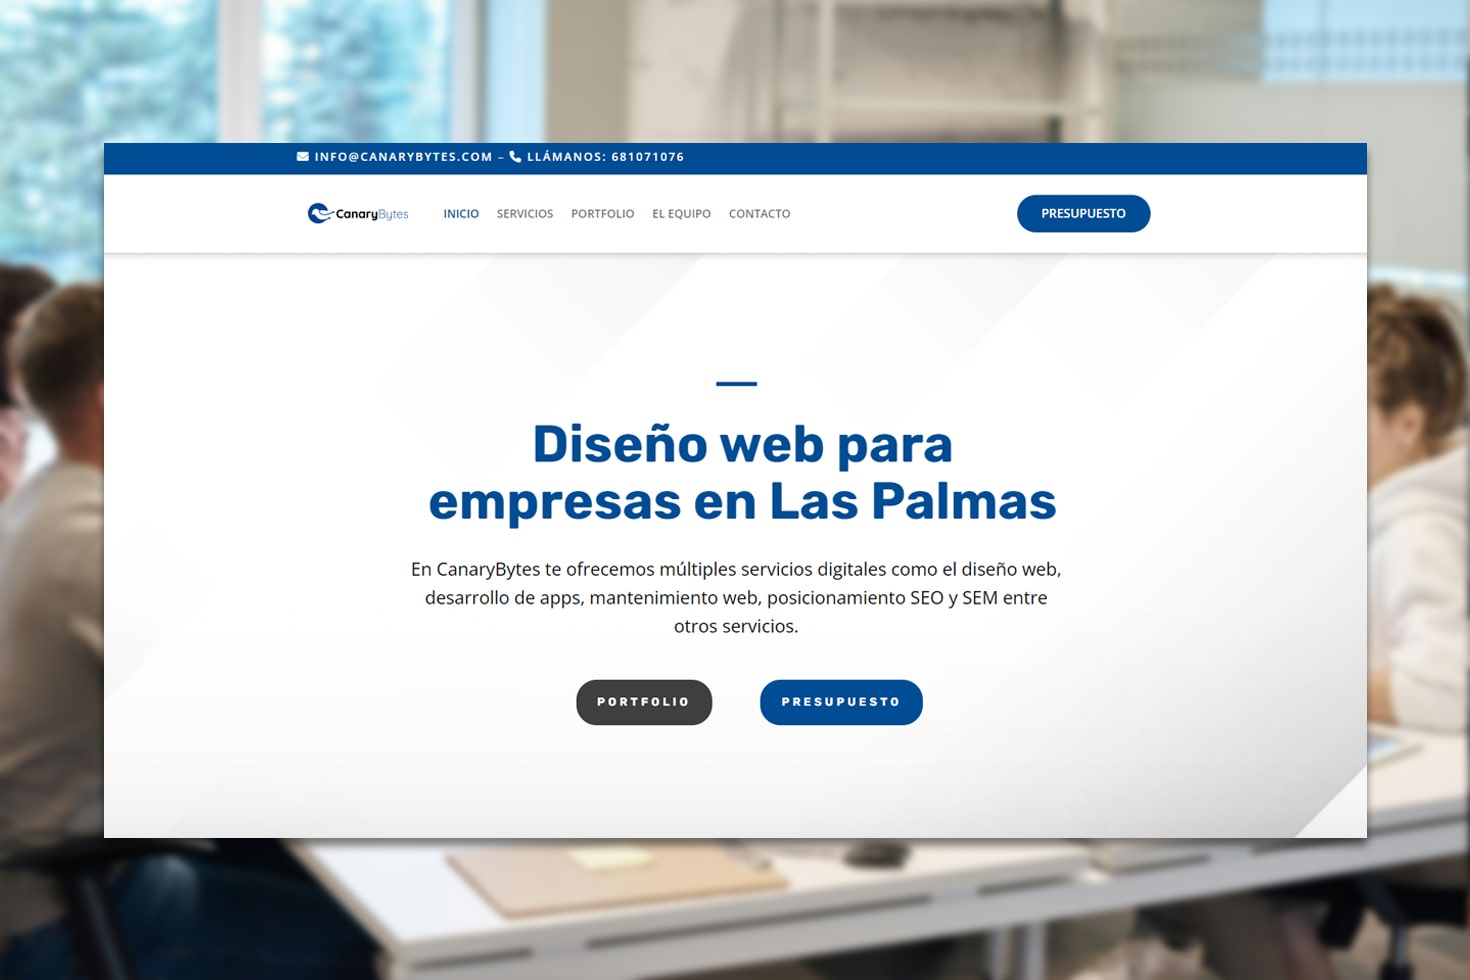 INFO@CANARYBYTES.COM – LLÁMANOS: 681071076
CanaryBytes INICIO SERVICIOS PORTFOLIO EL EQUIPO CONTACTO PRESUPUESTO
Diseño web para
empresas en Las Palmas
En CanaryBytes te ofrecemos múltiples servicios digitales como el diseño web,
desarrollo de apps, mantenimiento web, posicionamiento SEO y SEM entre
otros servicios.
PORTFOLIO PRESUPUESTO